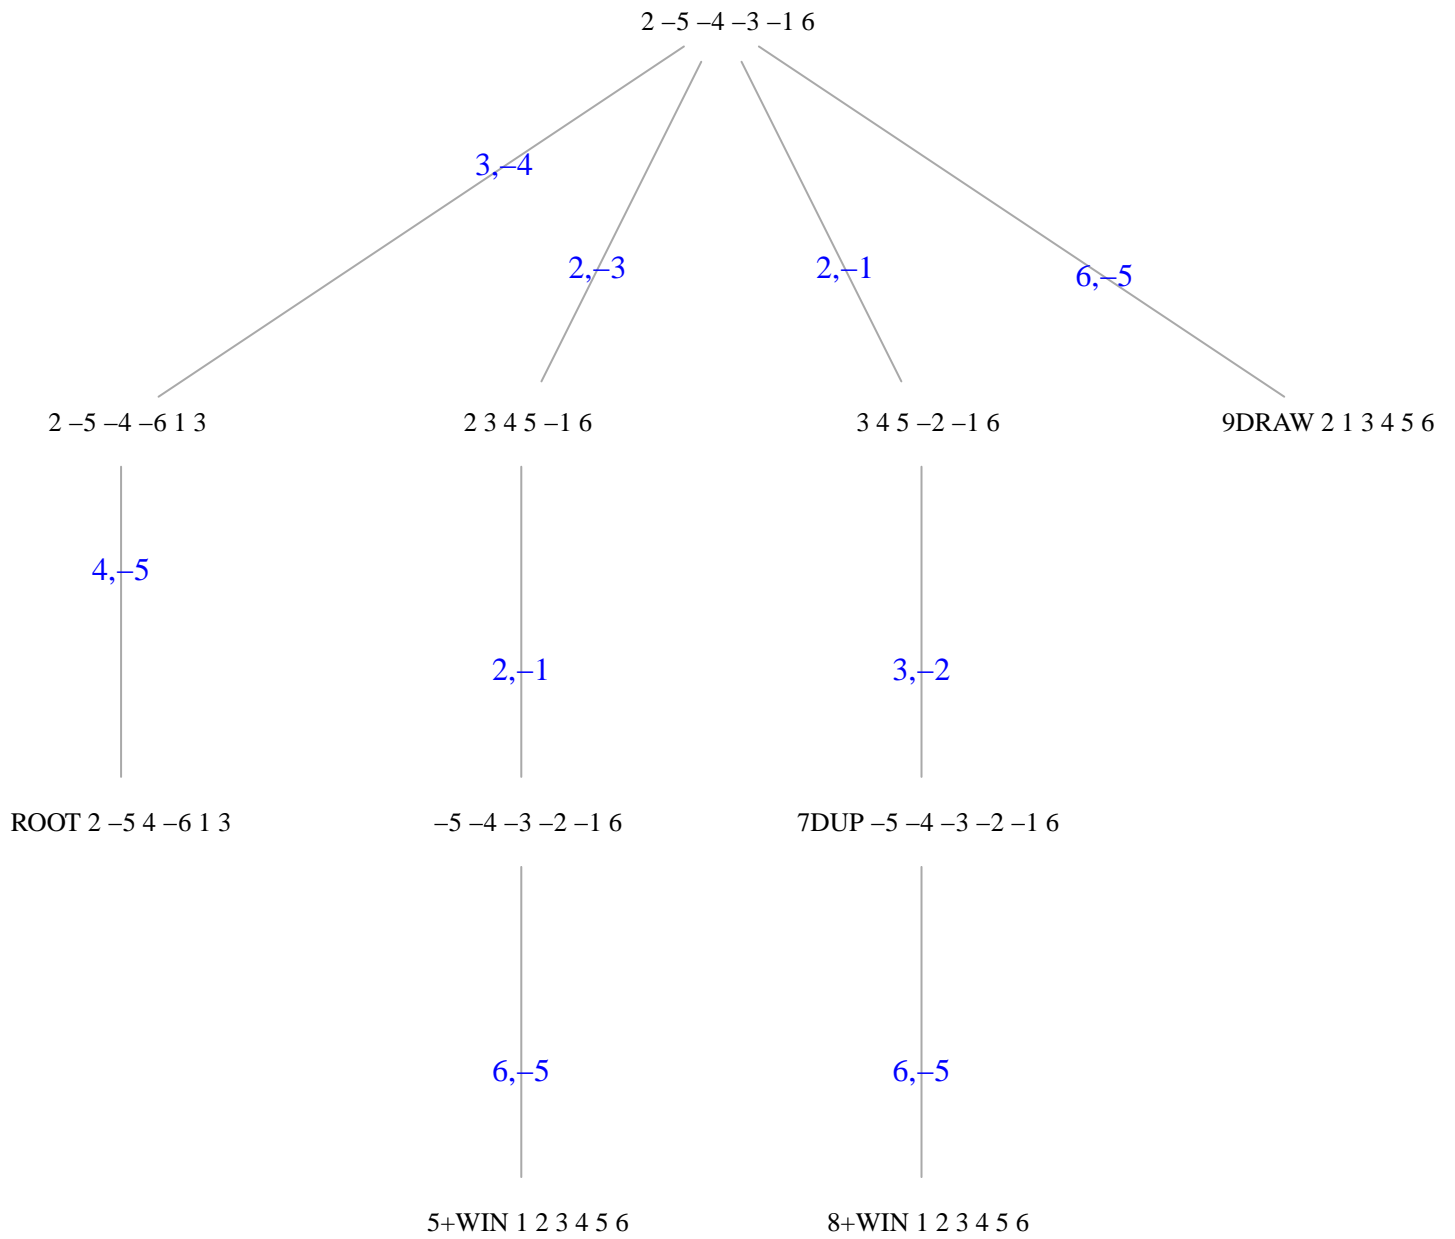 2 –5 –4 –3 –1 6
3,–4
2,–3
2,–1
6,–5
2 –5 –4 –6 1 3
2 3 4 5 –1 6
3 4 5 –2 –1 6
9DRAW 2 1 3 4 5 6
4,–5
2,–1
3,–2
ROOT 2 –5 4 –6 1 3
–5 –4 –3 –2 –1 6
7DUP –5 –4 –3 –2 –1 6
6,–5
6,–5
5+WIN 1 2 3 4 5 6
8+WIN 1 2 3 4 5 6